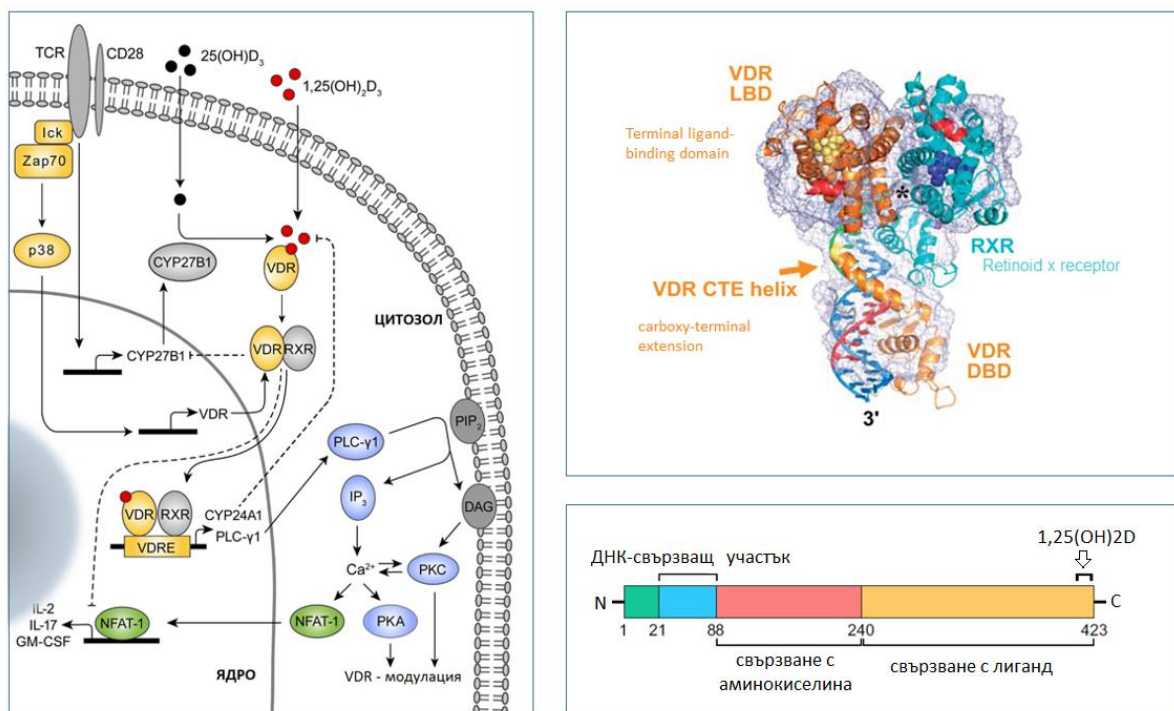 TCR
CD28
25(OH)D₃
1,25(OH)₂D₃
lck
Zap70
p38
CYP27B1
VDR
ЦИТОЗОЛ
CYP27B1
VDR RXR
VDR
PIP₂
PLC-γ1
IP₃
DAG
VDR RXR
CYP24A1
PLC-γ1
VDRE
Ca²⁺
PKC
IL-2
IL-17
GM-CSF
NFAT-1
NFAT-1
PKA
ЯДРО
VDR - модулация
VDR
LBD
Terminal ligand-
binding domain
*
RXR
Retinoid x receptor
VDR CTE helix
carboxy-terminal
extension
VDR
DBD
3'
1,25(OH)2D
ДНК-свързващ участък
N C
1 21 88 240 423
свързване с
аминокиселина
свързване с лиганд